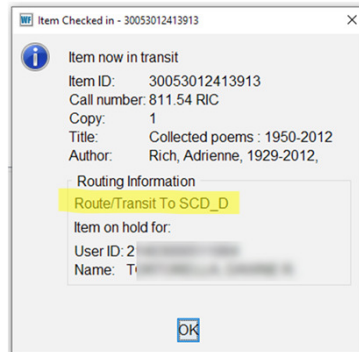 WF Item Checked in - 30053012413913
Item now in transit
Item ID: 30053012413913
Call number: 811.54 RIC
Copy: 1
Title: Collected poems : 1950-2012
Author: Rich, Adrienne, 1929-2012,
Routing Information
Route/Transit To SCD_D
Item on hold for:
User ID: 2
Name:
OK